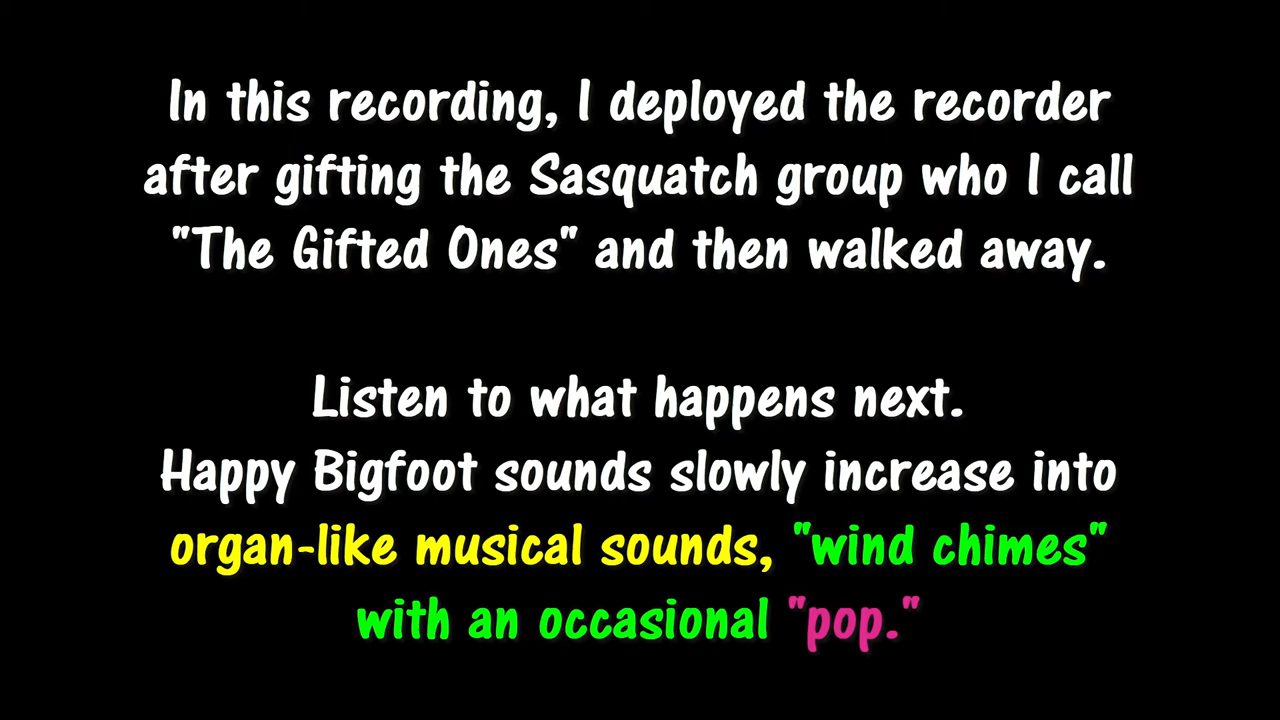 In this recording, I deployed the recorder
after gifting the Sasquatch group who I call
"The Gifted Ones" and then walked away.
Listen to what happens next.
Happy Bigfoot sounds slowly increase into
organ-like musical sounds, "wind chimes"
with an occasional "pop."